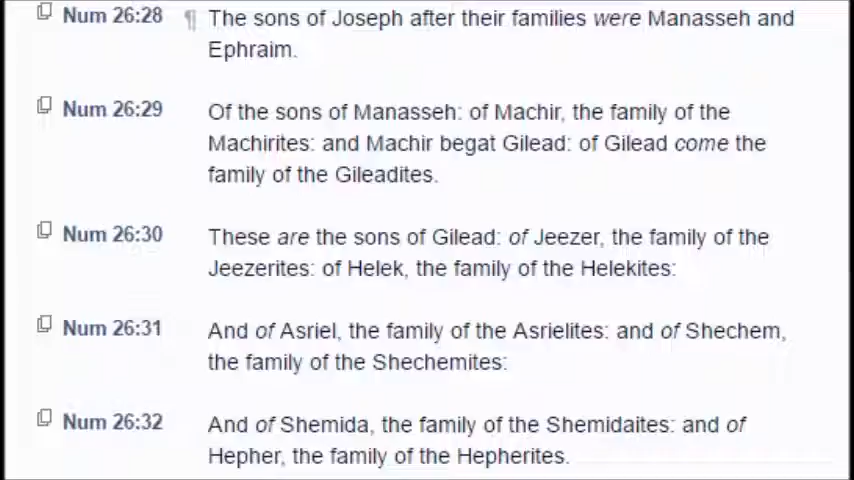 Num 26:28 ¶ The sons of Joseph after their families were Manasseh and
Ephraim.
Num 26:29 Of the sons of Manasseh: of Machir, the family of the
Machirites: and Machir begat Gilead: of Gilead come the
family of the Gileadites.
Num 26:30 These are the sons of Gilead: of Jeezer, the family of the
Jeezerites: of Helek, the family of the Helekites:
Num 26:31 And of Asriel, the family of the Asrielites: and of Shechem,
the family of the Shechemites:
Num 26:32 And of Shemida, the family of the Shemidaites: and of
Hepher, the family of the Hepherites.